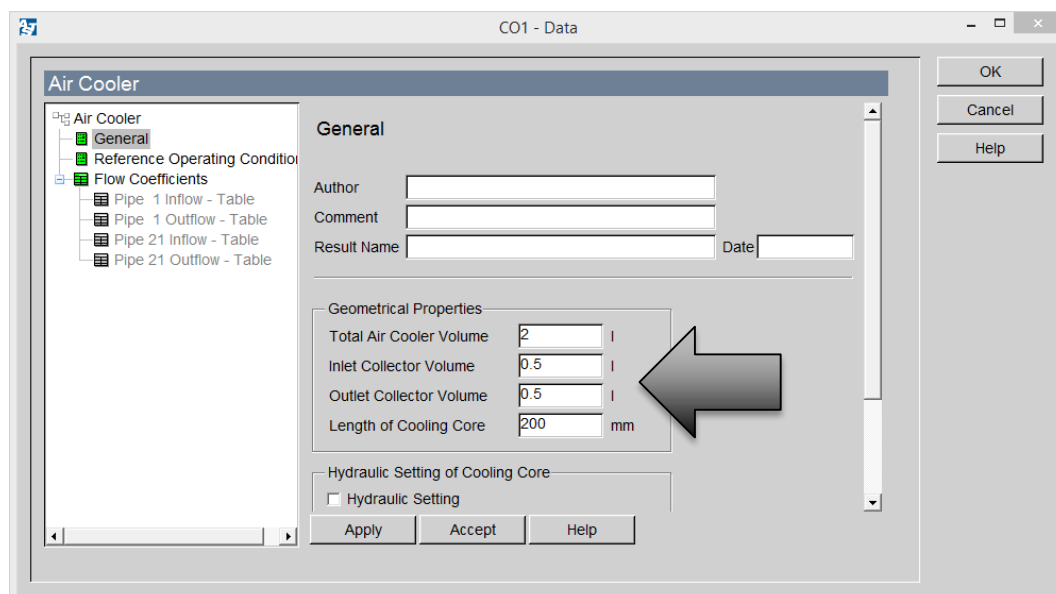 CO1 - Data
OK
Cancel
Help
Air Cooler
Air Cooler
General
Reference Operating Condition
Flow Coefficients
Pipe 1 Inflow - Table
Pipe 1 Outflow - Table
Pipe 21 Inflow - Table
Pipe 21 Outflow - Table
General
Author
Comment
Result Name Date
Geometrical Properties
Total Air Cooler Volume 2 l
Inlet Collector Volume 0.5 l
Outlet Collector Volume 0.5 l
Length of Cooling Core 200 mm
Hydraulic Setting of Cooling Core
Hydraulic Setting
Apply Accept Help